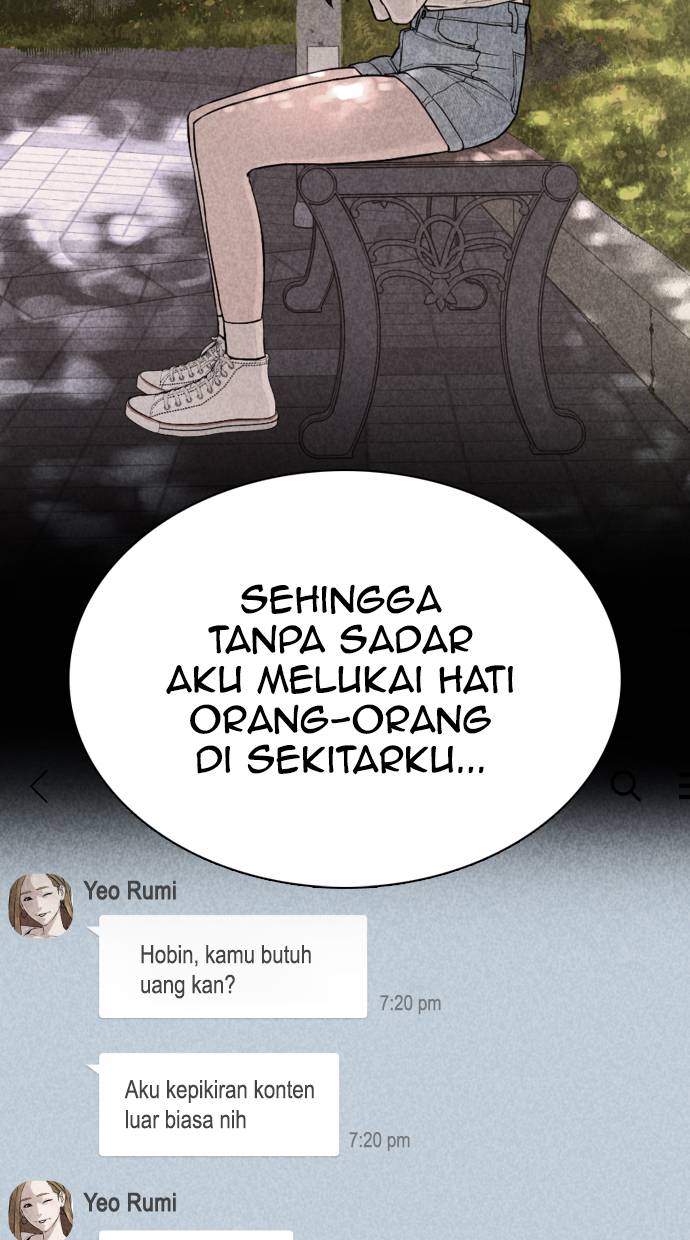 SEHINGGA
TANPA SADAR
AKU MELUKAI HATI
ORANG-ORANG
DI SEKITARKU...
Yeo Rumi
Hobin, kamu butuh
uang kan?
7:20 pm
Aku kepikiran konten
luar biasa nih
7:20 pm
Yeo Rumi